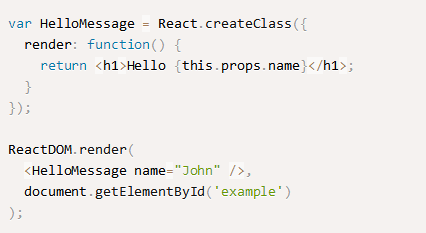 var HelloMessage = React.createClass({
  render: function() {
    return <h1>Hello {this.props.name}</h1>;
  }
});

ReactDOM.render(
  <HelloMessage name="John" />,
  document.getElementById('example')
);